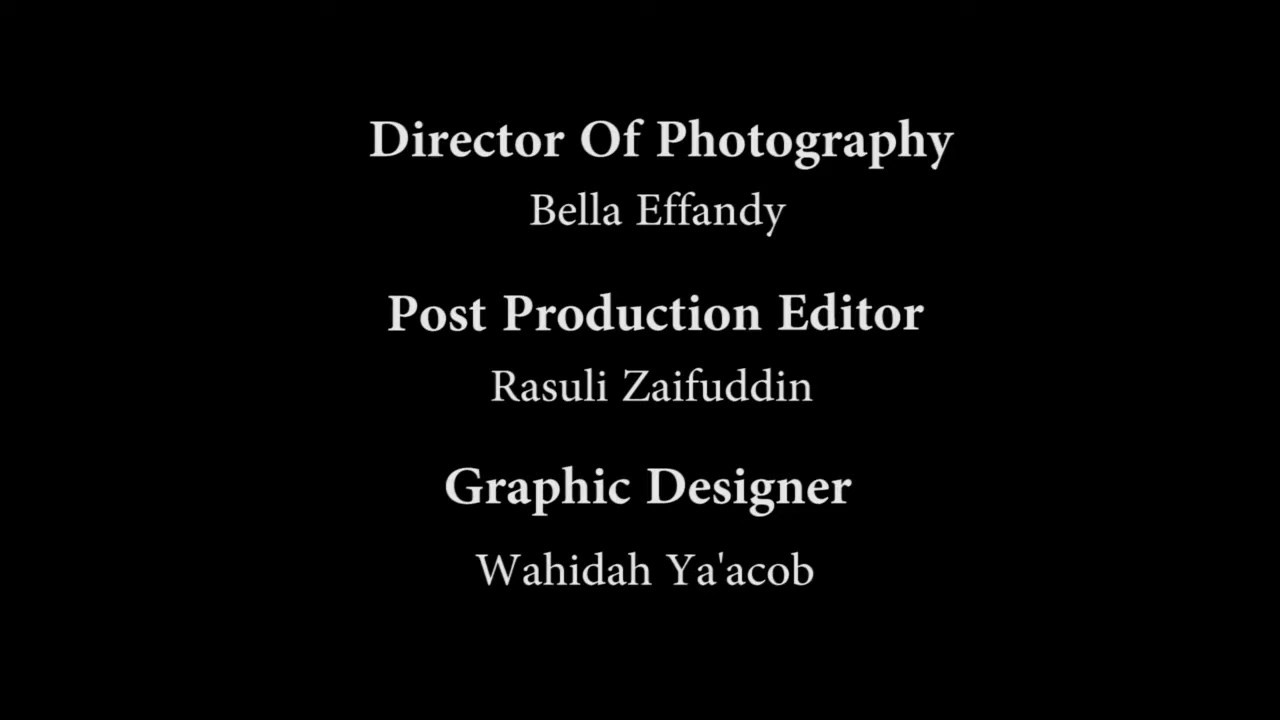 Director Of Photography
Bella Effandy
Post Production Editor
Rasuli Zaifuddin
Graphic Designer
Wahidah Ya'acob